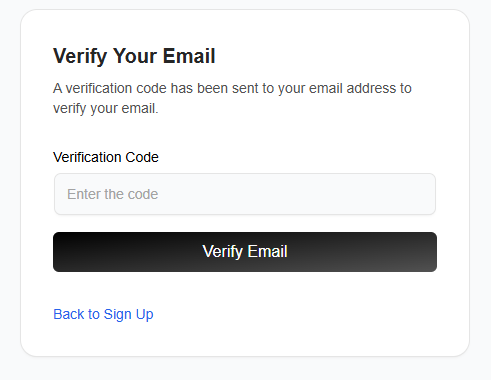 Verify Your Email
A verification code has been sent to your email address to
verify your email.
Verification Code
Enter the code
Verify Email
Back to Sign Up